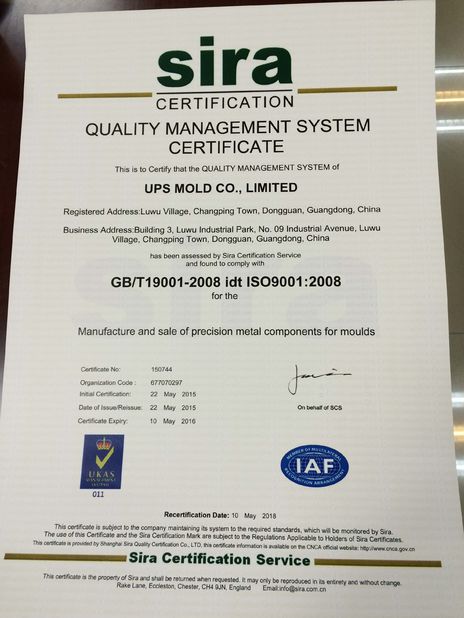 sira
CERTIFICATION
QUALITY MANAGEMENT SYSTEM
CERTIFICATE
This is to Certify that the QUALITY MANAGEMENT SYSTEM of
UPS MOLD CO., LIMITED
Registered Address:Luwu Village, Changping Town, Dongguan, Guangdong, China
Business Address:Building 3, Luwu Industrial Park, No. 09 Industrial Avenue, Luwu
Village, Changping Town, Dongguan, Guangdong, China
has been assessed by Sira Certification Service
and found to comply with
GB/T19001-2008 idt ISO9001:2008
for the
Manufacture and sale of precision metal components for moulds
Certificate No: 150744
Organization Code : 677070297
Initial Certification: 22 May 2015
Date of Issue/Reissue: 22 May 2015
Certificate Expiry: 10 May 2016
On behalf of SCS
UKAS
MANAGEMENT
SYSTEMS
011
MEMBER OF MULTILATERAL
IAF
RECOGNITION ARRANGEMENT
Recertification Date: 10 May 2018
This certificate is subject to the company maintaining its system to the required standards, which will be monitored by Sira.
The use of this Certificate and the Sira Certification Mark are subject to the Regulations Applicable to Holders of Sira Certificates.
This certificate is provided by Shanghai Sira Quality Certification Co., LTD, this certificate information is available on the CNCA official website: http://www.cnca.gov.cn
Sira Certification Service
This certificate is the property of Sira and shall be returned when requested. It may only be reproduced in its entirety and without change.
Rake Lane, Eccleston, Chester, CH4 9JN, England Email:info@sira.com.cn